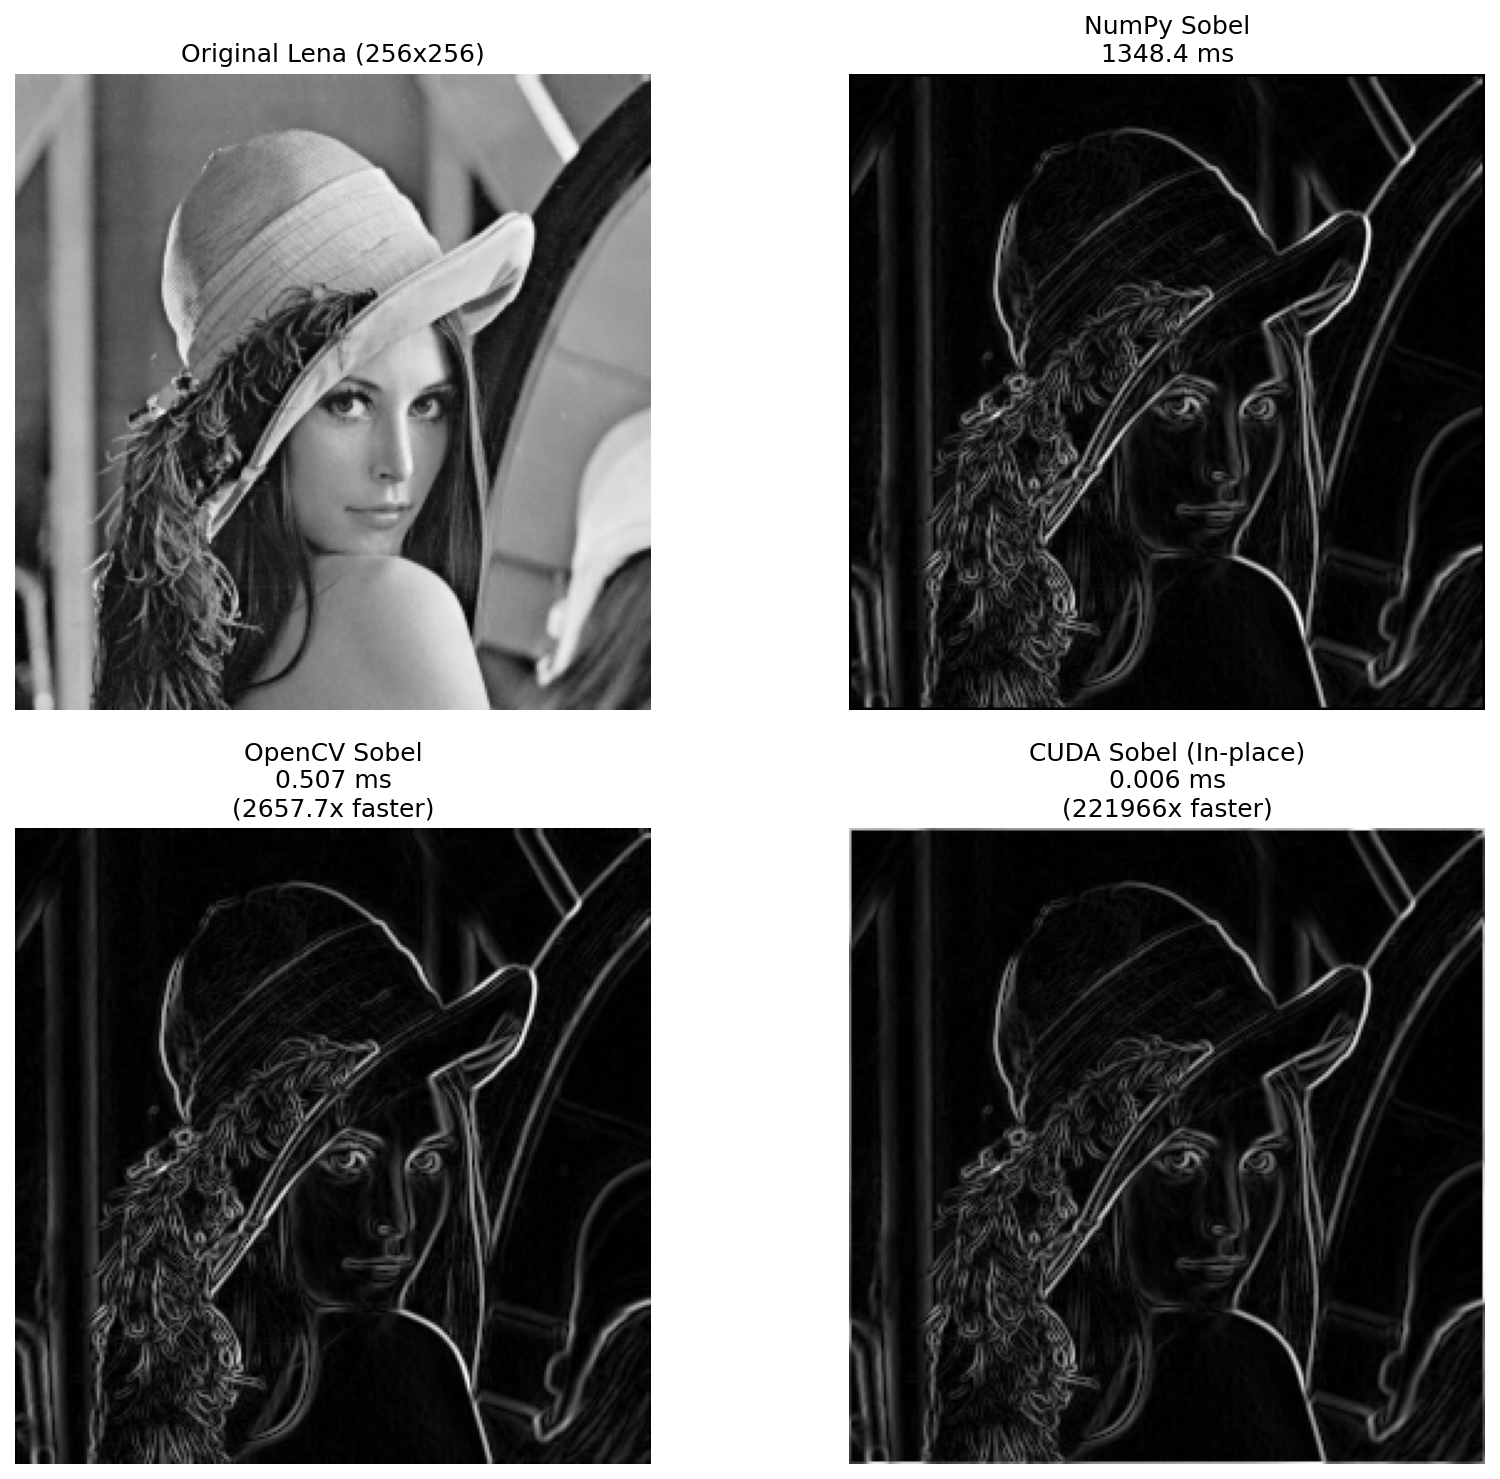 Original Lena (256x256)
NumPy Sobel
1348.4 ms
OpenCV Sobel
0.507 ms
(2657.7x faster)
CUDA Sobel (In-place)
0.006 ms
(221966x faster)